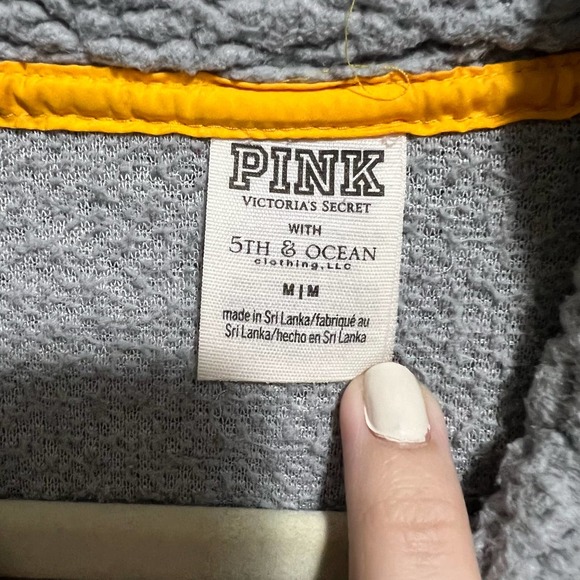 PINK
VICTORIA'S SECRET
WITH
5TH & OCEAN
clothing,LLC
M|M
made in Sri Lanka/fabriqué au
Sri Lanka/hecho en Sri Lanka